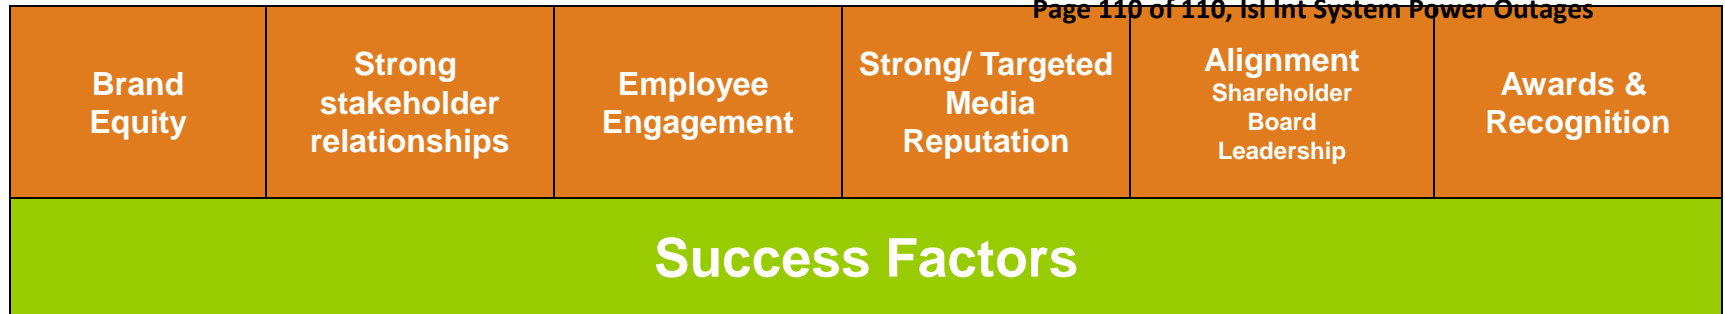 Page 110 of 110, Isl Int System Power Outages
Brand
Equity
Strong
stakeholder
relationships
Employee
Engagement
Strong/ Targeted
Media
Reputation
Alignment
Shareholder
Board
Leadership
Awards &
Recognition
Success Factors